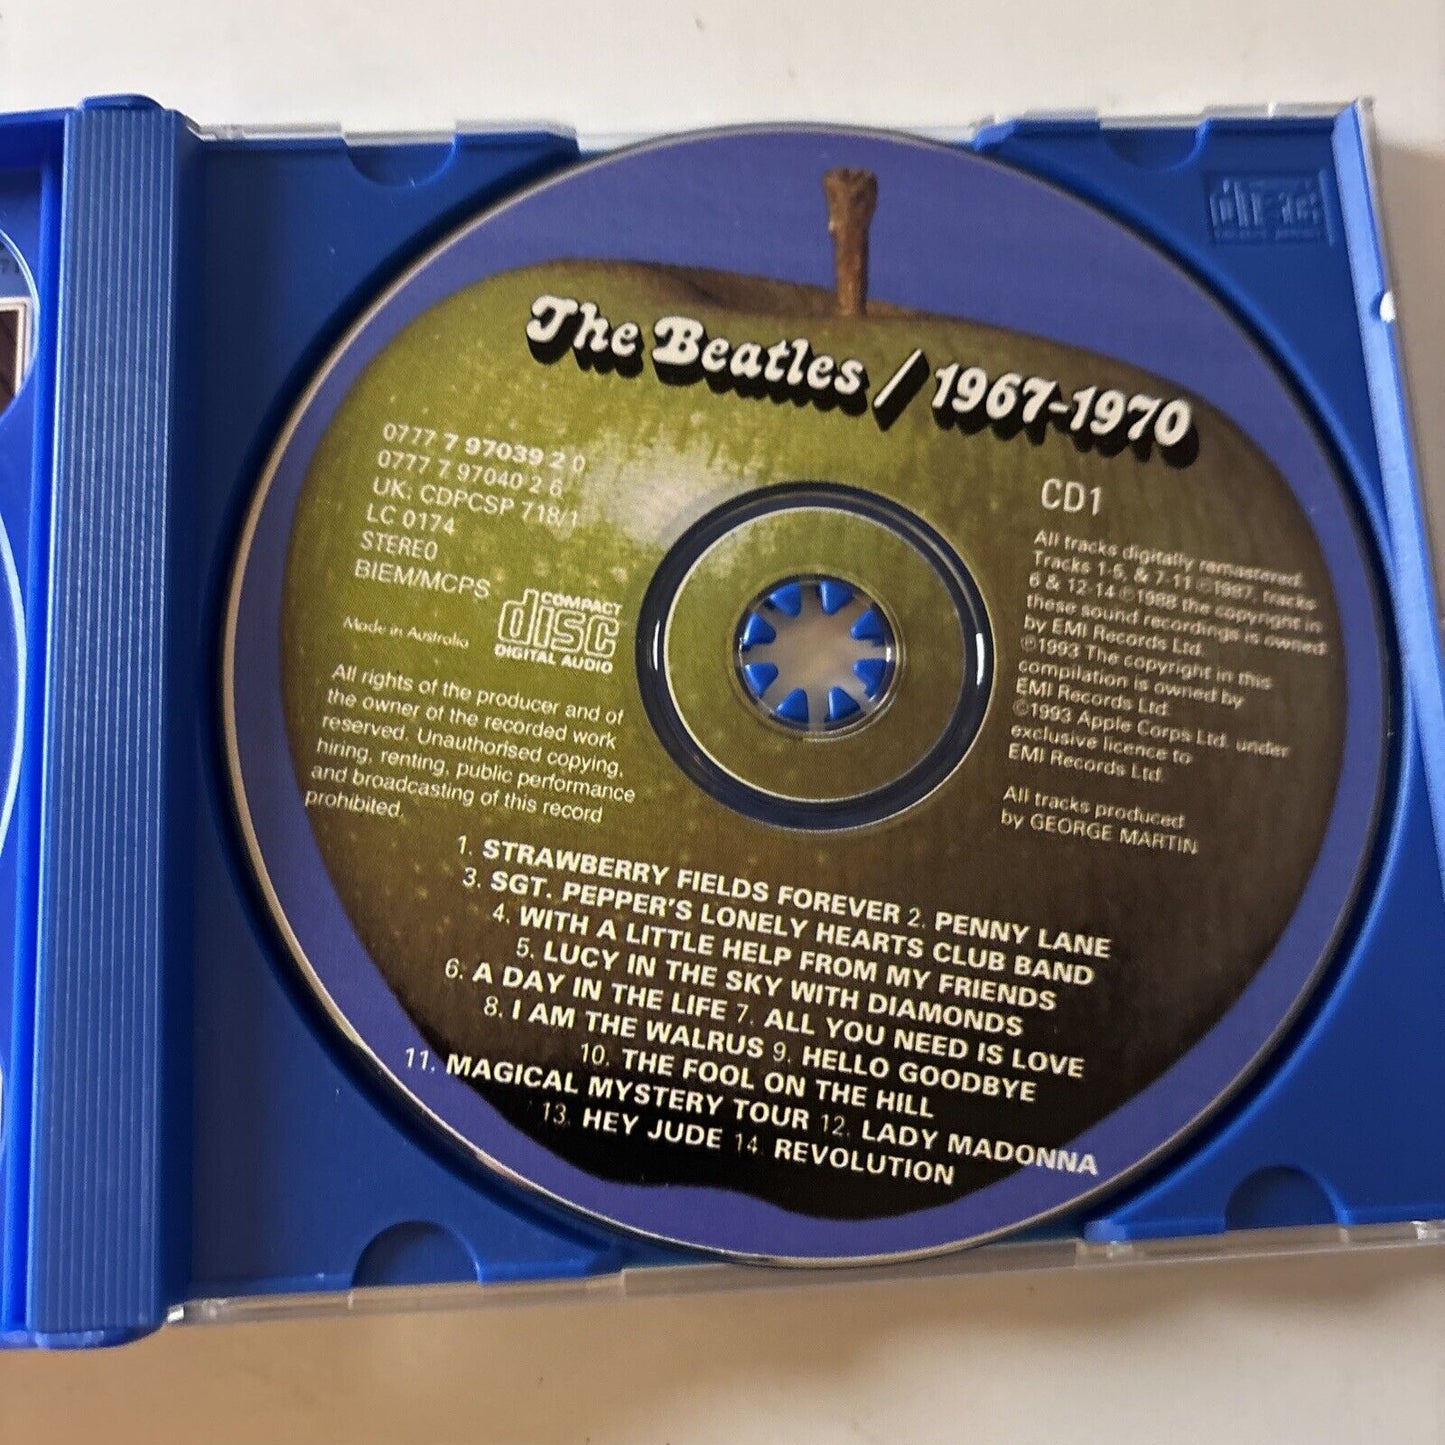 The Beatles / 1967-1970
0777 7 97039 2 0
0777 7 97040 2 6
UK: CDPCSP 718/1
LC 0174
STEREO
BIEM/MCPS
Made in Australia
COMPACT
disc
DIGITAL AUDIO
All rights of the producer and of
the owner of the recorded work
reserved. Unauthorised copying,
hiring, renting, public performance
and broadcasting of this record
prohibited.
CD1
All tracks digitally remastered.
Tracks 1-5, & 7-11 ℗1987, tracks
6 & 12-14 ℗1988 the copyright in
these sound recordings is owned
by EMI Records Ltd.
℗1993 The copyright in this
compilation is owned by
EMI Records Ltd.
©1993 Apple Corps Ltd. under
exclusive licence to
EMI Records Ltd.
All tracks produced
by GEORGE MARTIN
1. STRAWBERRY FIELDS FOREVER 2. PENNY LANE
3. SGT. PEPPER'S LONELY HEARTS CLUB BAND
4. WITH A LITTLE HELP FROM MY FRIENDS
5. LUCY IN THE SKY WITH DIAMONDS
6. A DAY IN THE LIFE 7. ALL YOU NEED IS LOVE
8. I AM THE WALRUS 9. HELLO GOODBYE
10. THE FOOL ON THE HILL
11. MAGICAL MYSTERY TOUR 12. LADY MADONNA
13. HEY JUDE 14. REVOLUTION